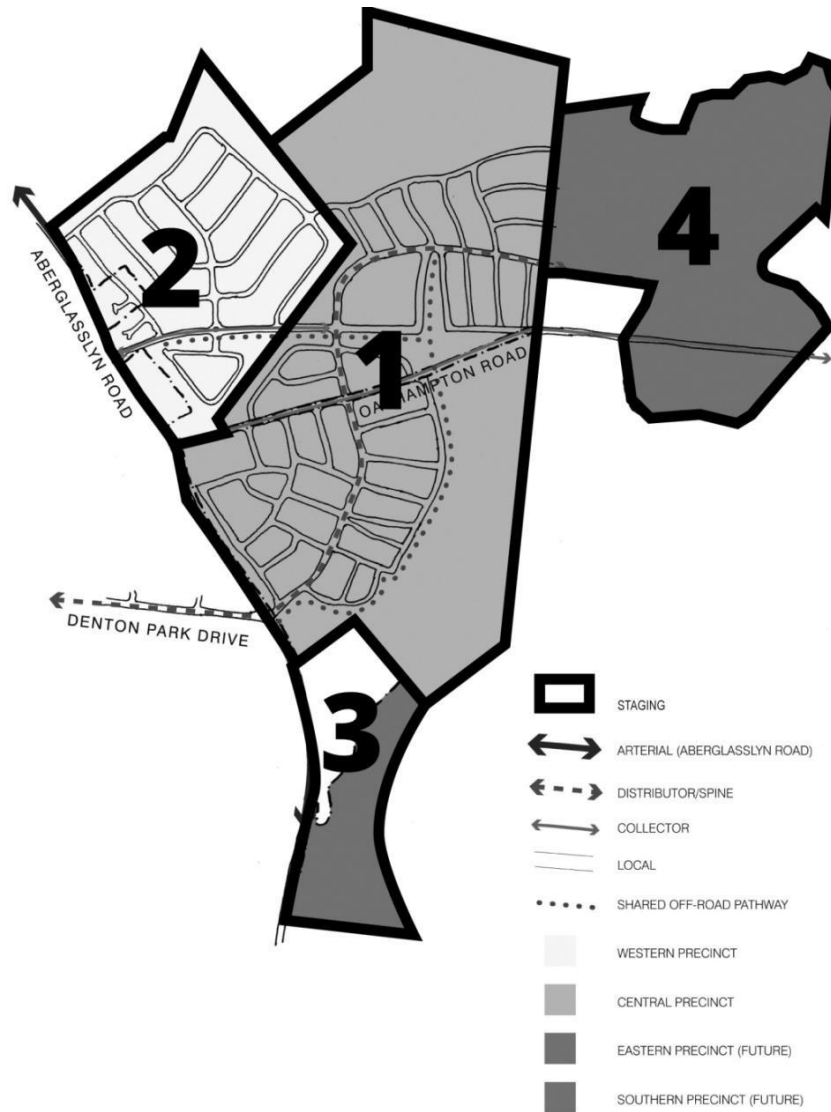 2
4
ABERGLASSLYN ROAD
1
OAKHAMPTON ROAD
DENTON PARK DRIVE
3
STAGING
ARTERIAL (ABERGLASSLYN ROAD)
DISTRIBUTOR/SPINE
COLLECTOR
LOCAL
SHARED OFF-ROAD PATHWAY
WESTERN PRECINCT
CENTRAL PRECINCT
EASTERN PRECINCT (FUTURE)
SOUTHERN PRECINCT (FUTURE)